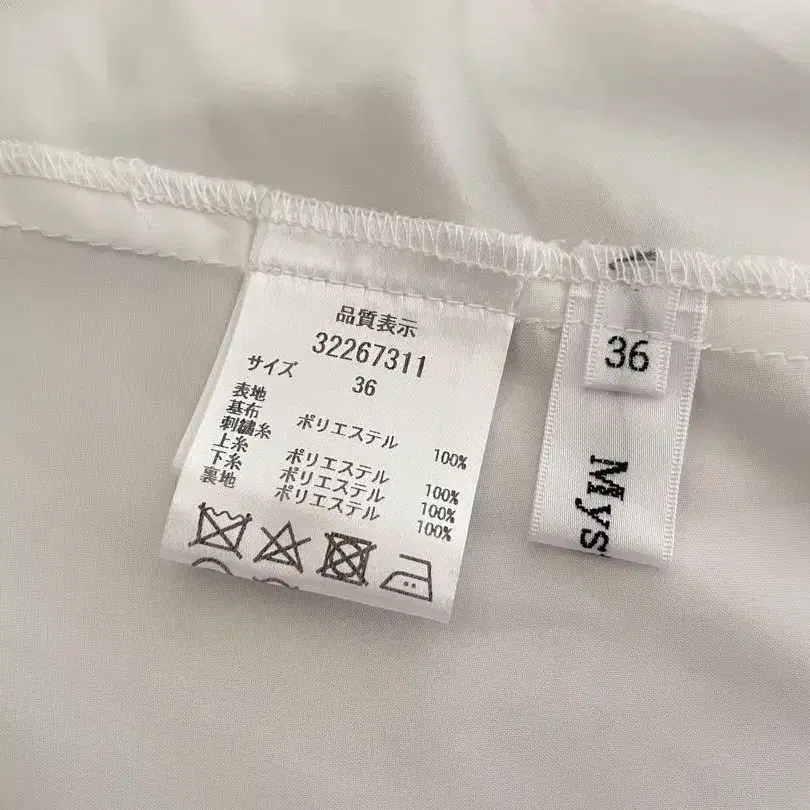 品質表示
32267311
サイズ 36
表地
基布 ポリエステル 100%
刺繍糸
上糸 ポリエステル 100%
下糸 ポリエステル 100%
裏地 ポリエステル 100%
36
Mys